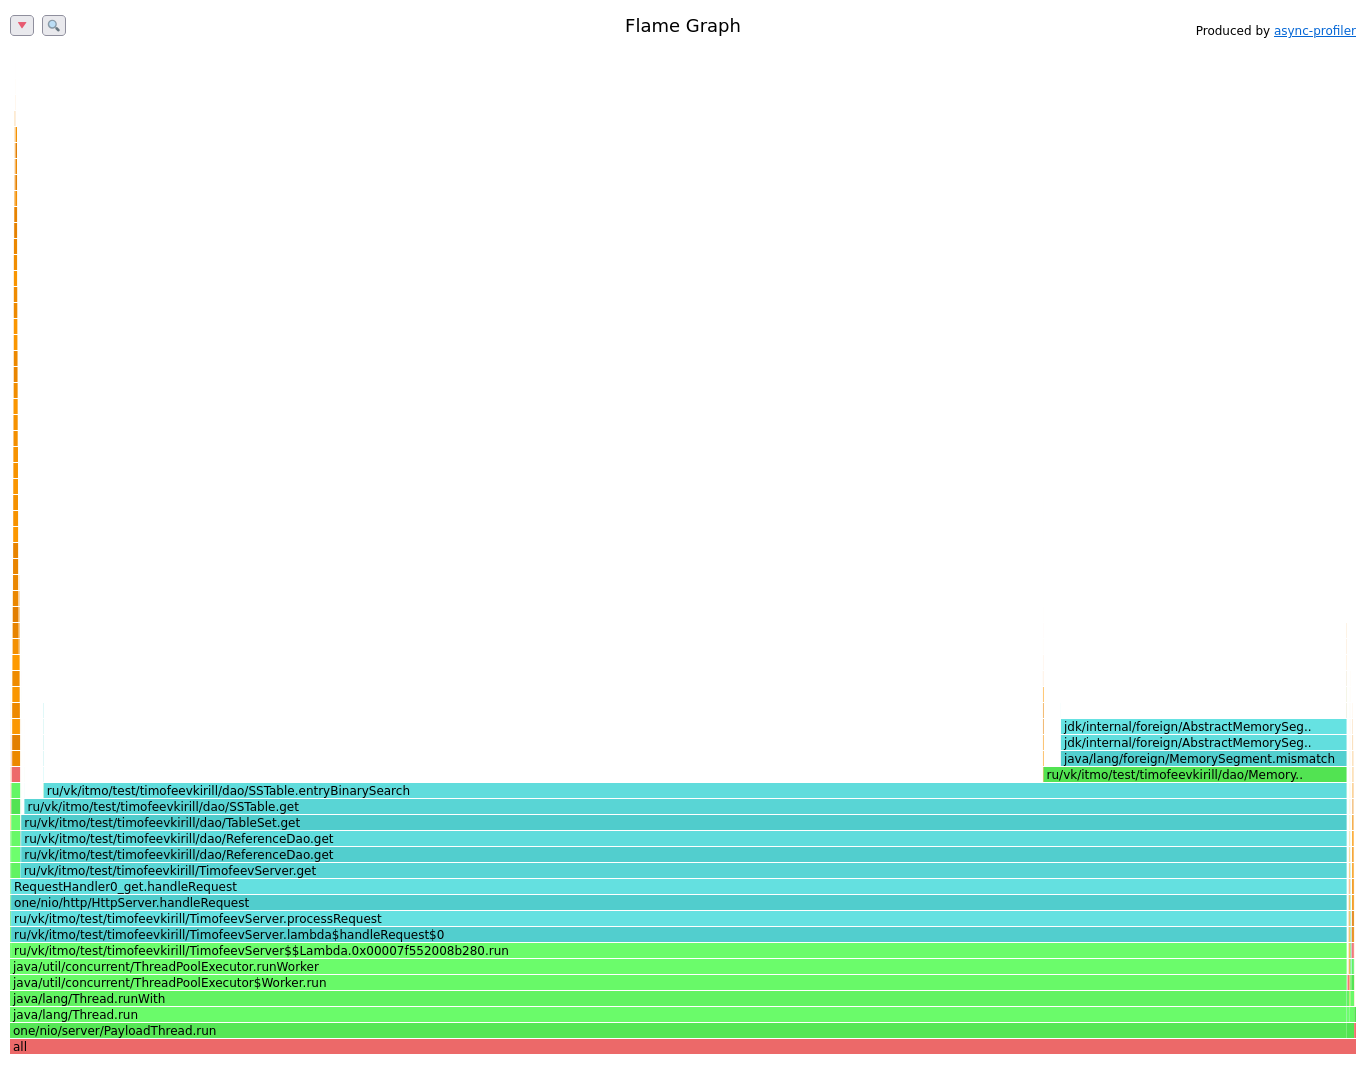 Flame Graph
Produced by async-profiler
jdk/internal/foreign/AbstractMemorySeg..
jdk/internal/foreign/AbstractMemorySeg..
java/lang/foreign/MemorySegment.mismatch
ru/vk/itmo/test/timofeevkirill/dao/Memory..
ru/vk/itmo/test/timofeevkirill/dao/SSTable.entryBinarySearch
ru/vk/itmo/test/timofeevkirill/dao/SSTable.get
ru/vk/itmo/test/timofeevkirill/dao/TableSet.get
ru/vk/itmo/test/timofeevkirill/dao/ReferenceDao.get
ru/vk/itmo/test/timofeevkirill/dao/ReferenceDao.get
ru/vk/itmo/test/timofeevkirill/TimofeevServer.get
RequestHandler0_get.handleRequest
one/nio/http/HttpServer.handleRequest
ru/vk/itmo/test/timofeevkirill/TimofeevServer.processRequest
ru/vk/itmo/test/timofeevkirill/TimofeevServer.lambda$handleRequest$0
ru/vk/itmo/test/timofeevkirill/TimofeevServer$$Lambda.0x00007f552008b280.run
java/util/concurrent/ThreadPoolExecutor.runWorker
java/util/concurrent/ThreadPoolExecutor$Worker.run
java/lang/Thread.runWith
java/lang/Thread.run
one/nio/server/PayloadThread.run
all